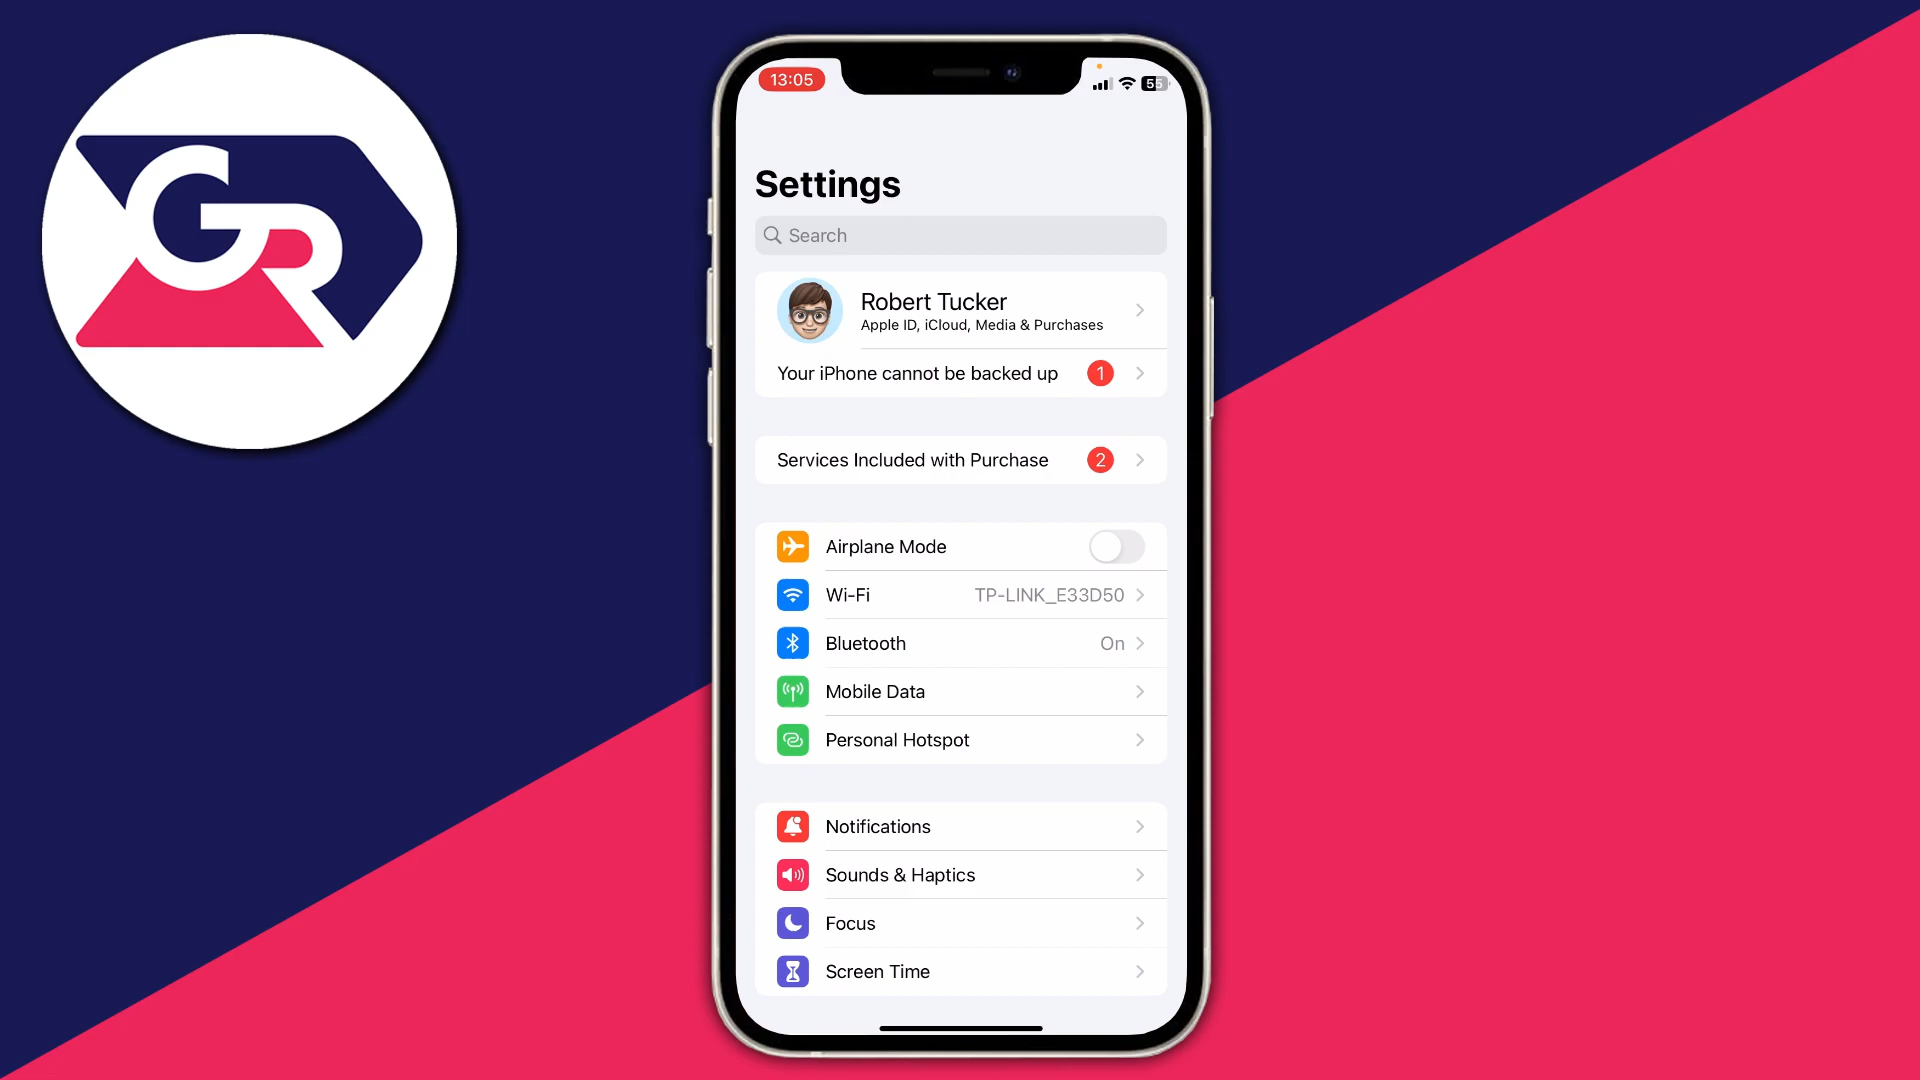 GR
13:05
55
Settings
Search
Robert Tucker
Apple ID, iCloud, Media & Purchases
Your iPhone cannot be backed up 1
Services Included with Purchase 2
Airplane Mode
Wi-Fi TP-LINK_E33D50
Bluetooth On
Mobile Data
Personal Hotspot
Notifications
Sounds & Haptics
Focus
Screen Time